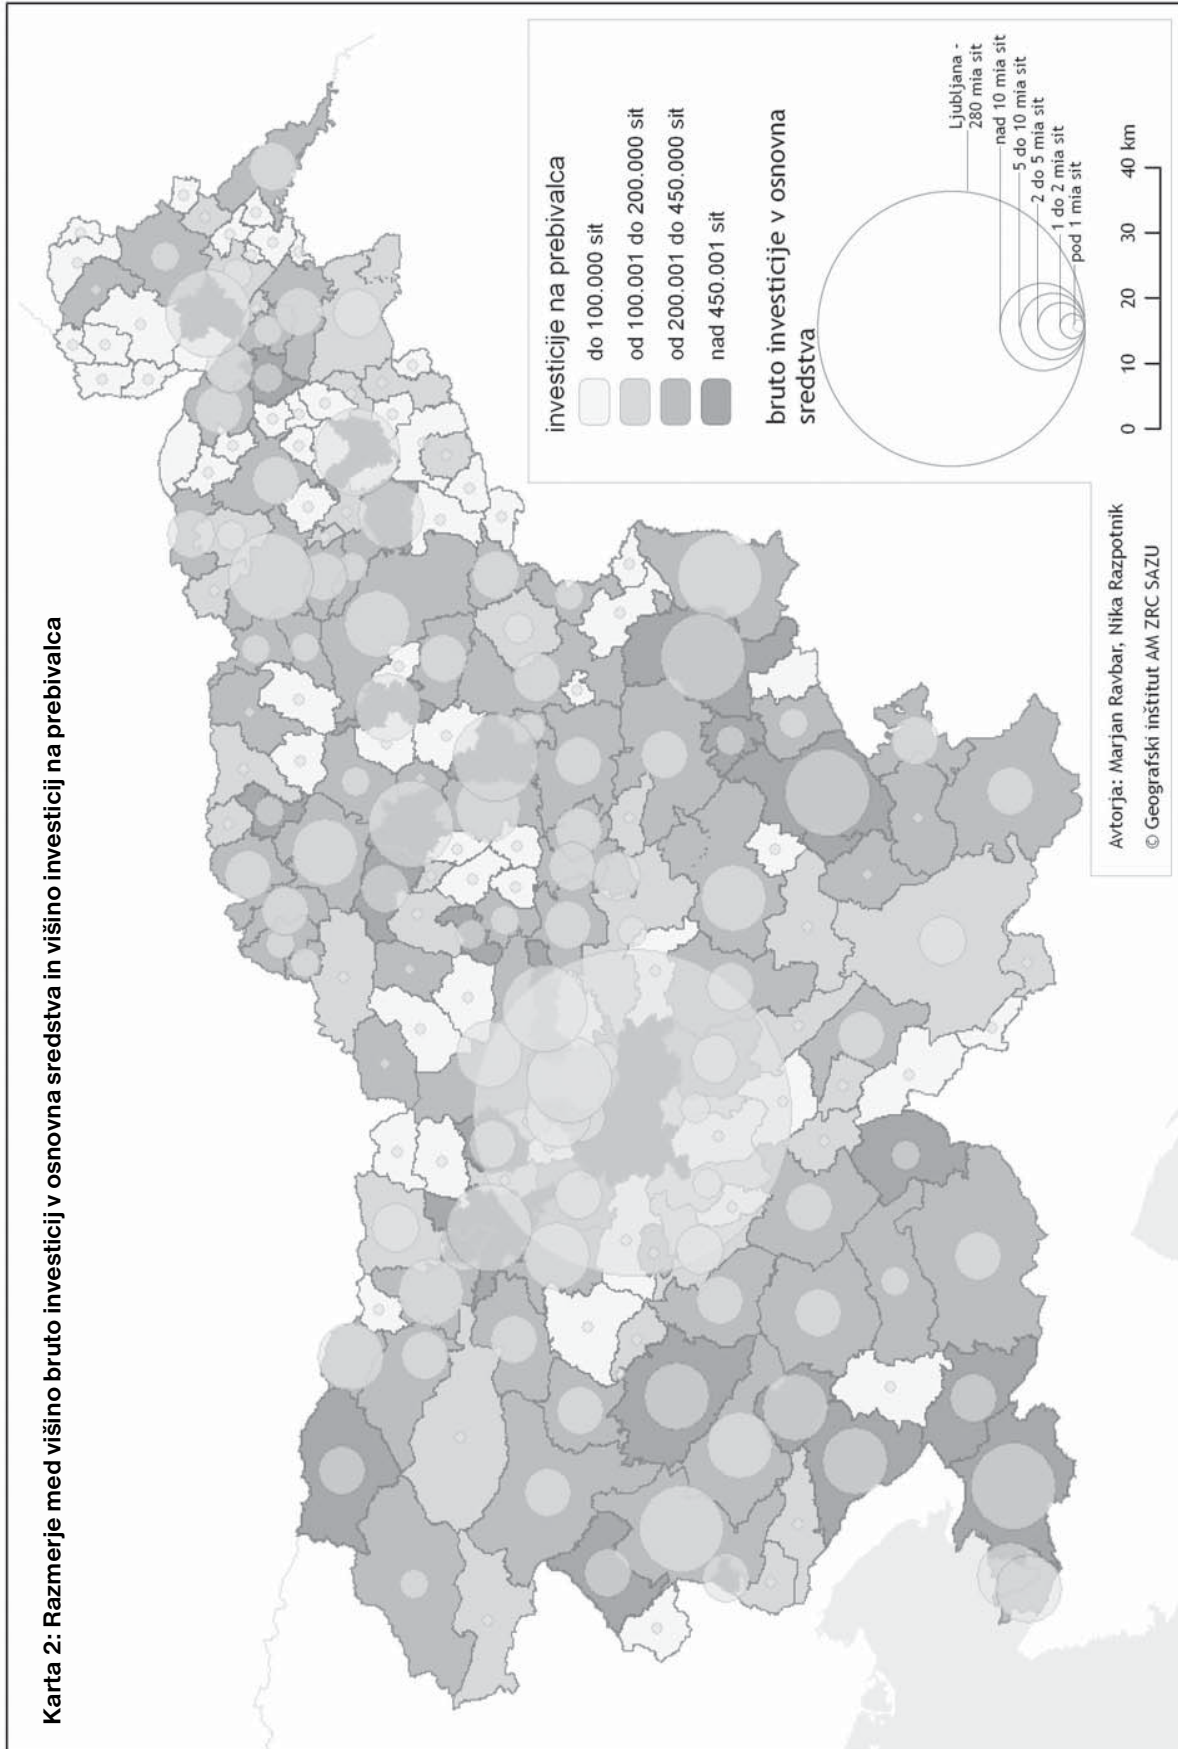 Karta 2: Razmerje med višino bruto investicij v osnovna sredstva in višino investicij na prebivalca
investicije na prebivalca
do 100.000 sit
od 100.001 do 200.000 sit
od 200.001 do 450.000 sit
nad 450.001 sit
bruto investicije v osnovna
sredstva
Ljubljana -
280 mia sit
nad 10 mia sit
5 do 10 mia sit
2 do 5 mia sit
1 do 2 mia sit
pod 1 mia sit
0 10 20 30 40 km
Avtorja: Marjan Ravbar, Nika Razpotnik
© Geografski inštitut AM ZRC SAZU